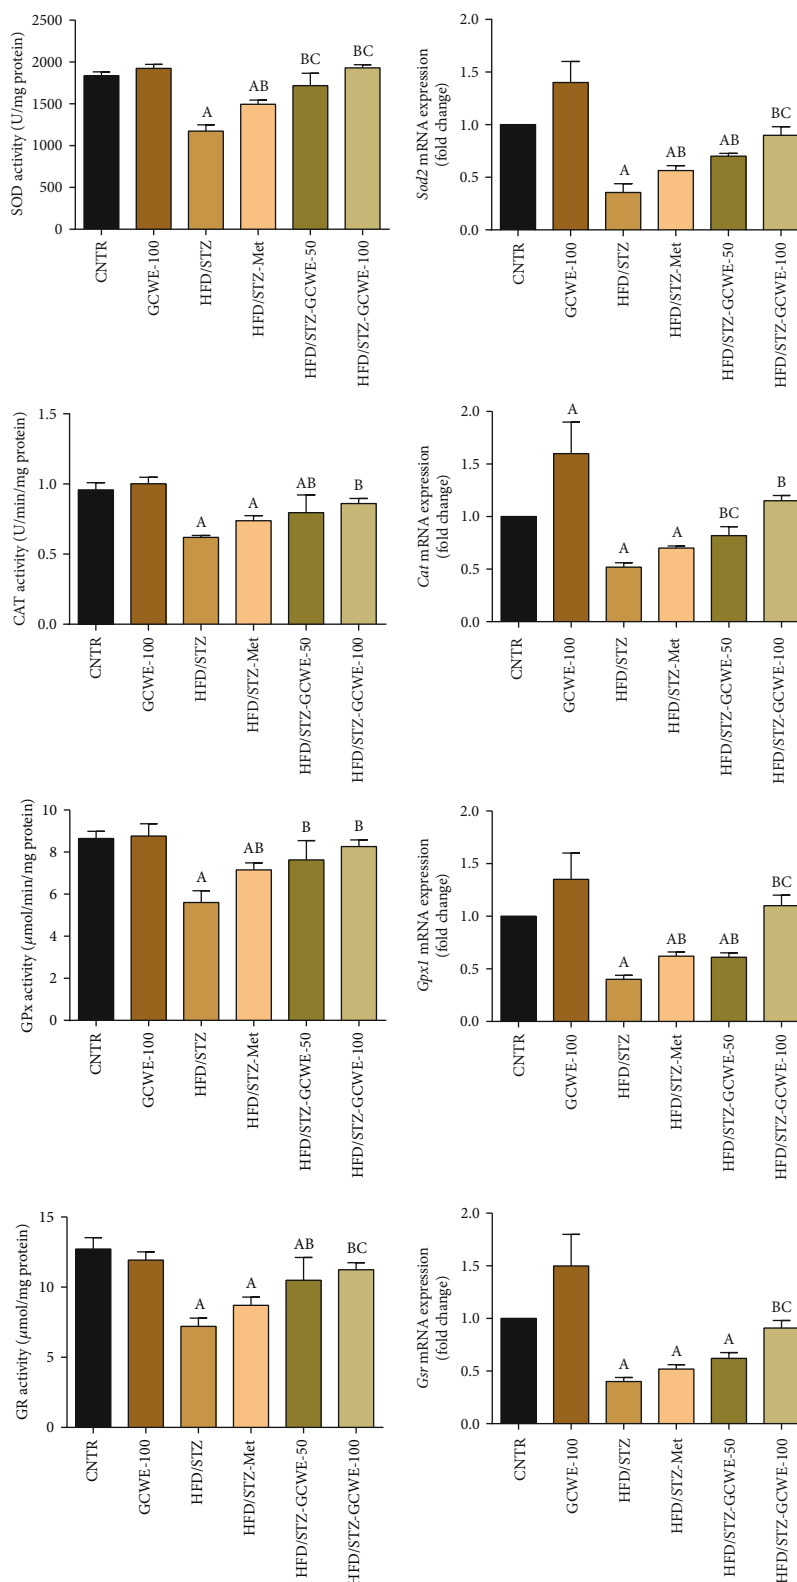 SOD activity (U/mg protein)
2500
2000
1500
1000
500
0
A
AB
BC
BC
CNTR
GCWE-100
HFD/STZ
HFD/STZ-Met
HFD/STZ-GCWE-50
HFD/STZ-GCWE-100
Sod2 mRNA expression
(fold change)
2.0
1.5
1.0
0.5
0.0
A
AB
AB
BC
CNTR
GCWE-100
HFD/STZ
HFD/STZ-Met
HFD/STZ-GCWE-50
HFD/STZ-GCWE-100
CAT activity (U/min/mg protein)
1.5
1.0
0.5
0.0
A
A
AB
B
CNTR
GCWE-100
HFD/STZ
HFD/STZ-Met
HFD/STZ-GCWE-50
HFD/STZ-GCWE-100
Cat mRNA expression
(fold change)
2.0
1.5
1.0
0.5
0.0
A
A
A
BC
B
CNTR
GCWE-100
HFD/STZ
HFD/STZ-Met
HFD/STZ-GCWE-50
HFD/STZ-GCWE-100
GPx activity (μmol/min/mg protein)
10
8
6
4
2
0
A
AB
B
B
CNTR
GCWE-100
HFD/STZ
HFD/STZ-Met
HFD/STZ-GCWE-50
HFD/STZ-GCWE-100
Gpx1 mRNA expression
(fold change)
2.0
1.5
1.0
0.5
0.0
A
AB
AB
BC
CNTR
GCWE-100
HFD/STZ
HFD/STZ-Met
HFD/STZ-GCWE-50
HFD/STZ-GCWE-100
GR activity (μmol/mg protein)
15
10
5
0
A
A
AB
BC
CNTR
GCWE-100
HFD/STZ
HFD/STZ-Met
HFD/STZ-GCWE-50
HFD/STZ-GCWE-100
Gsr mRNA expression
(fold change)
2.0
1.5
1.0
0.5
0.0
A
A
A
BC
CNTR
GCWE-100
HFD/STZ
HFD/STZ-Met
HFD/STZ-GCWE-50
HFD/STZ-GCWE-100